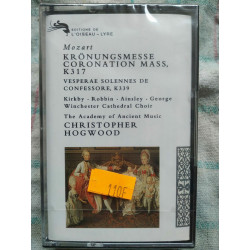 EDITIONS DE
L'OISEAU-LYRE
Mozart
KRÖNUNGSMESSE
CORONATION MASS,
K317
VESPERAE SOLENNES DE
CONFESSORE, K339
Kirkby · Robbin · Ainsley · George
Winchester Cathedral Choir
The Academy of Ancient Music
CHRISTOPHER
HOGWOOD